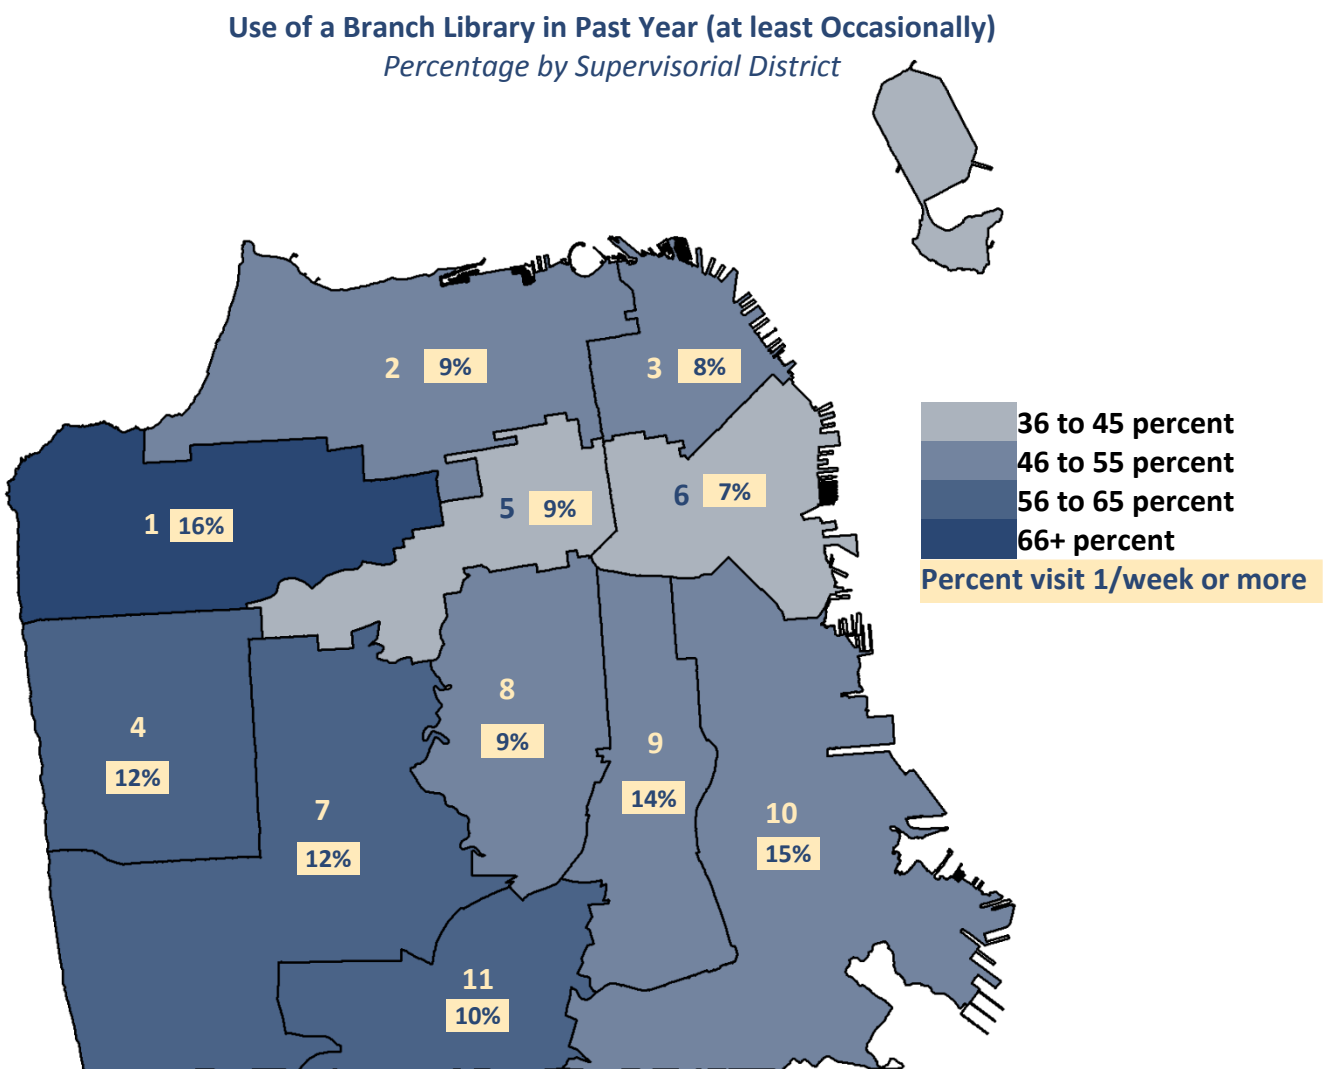 Use of a Branch Library in Past Year (at least Occasionally)
Percentage by Supervisorial District
2 9%
3 8%
36 to 45 percent
46 to 55 percent
56 to 65 percent
66+ percent
Percent visit 1/week or more
1 16%
5 9%
6 7%
4
12%
7
12%
8
9%
9
14%
10
15%
11
10%